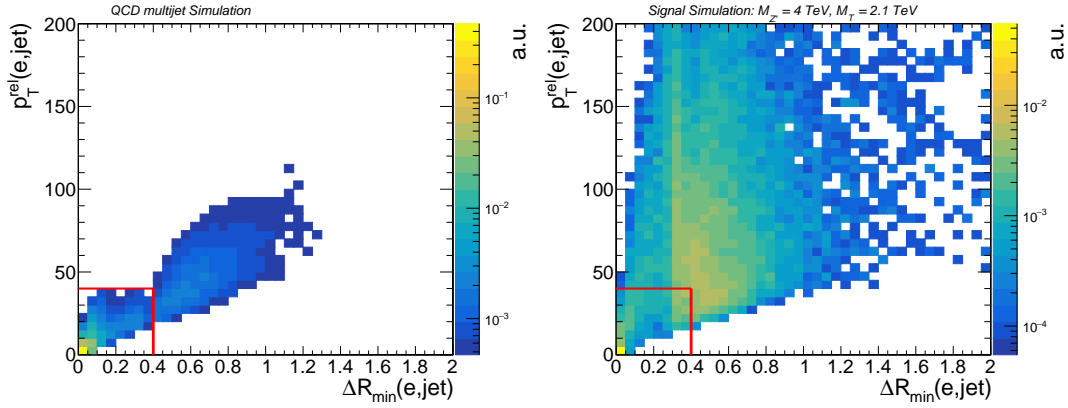 QCD multijet Simulation
p_T^rel(e,jet)
200
150
100
50
0
0 0.2 0.4 0.6 0.8 1 1.2 1.4 1.6 1.8 2
ΔR_min(e,jet)
a.u.
10⁻¹
10⁻²
10⁻³
Signal Simulation: M_Z' = 4 TeV, M_T = 2.1 TeV
p_T^rel(e,jet)
200
150
100
50
0
0 0.2 0.4 0.6 0.8 1 1.2 1.4 1.6 1.8 2
ΔR_min(e,jet)
a.u.
10⁻²
10⁻³
10⁻⁴